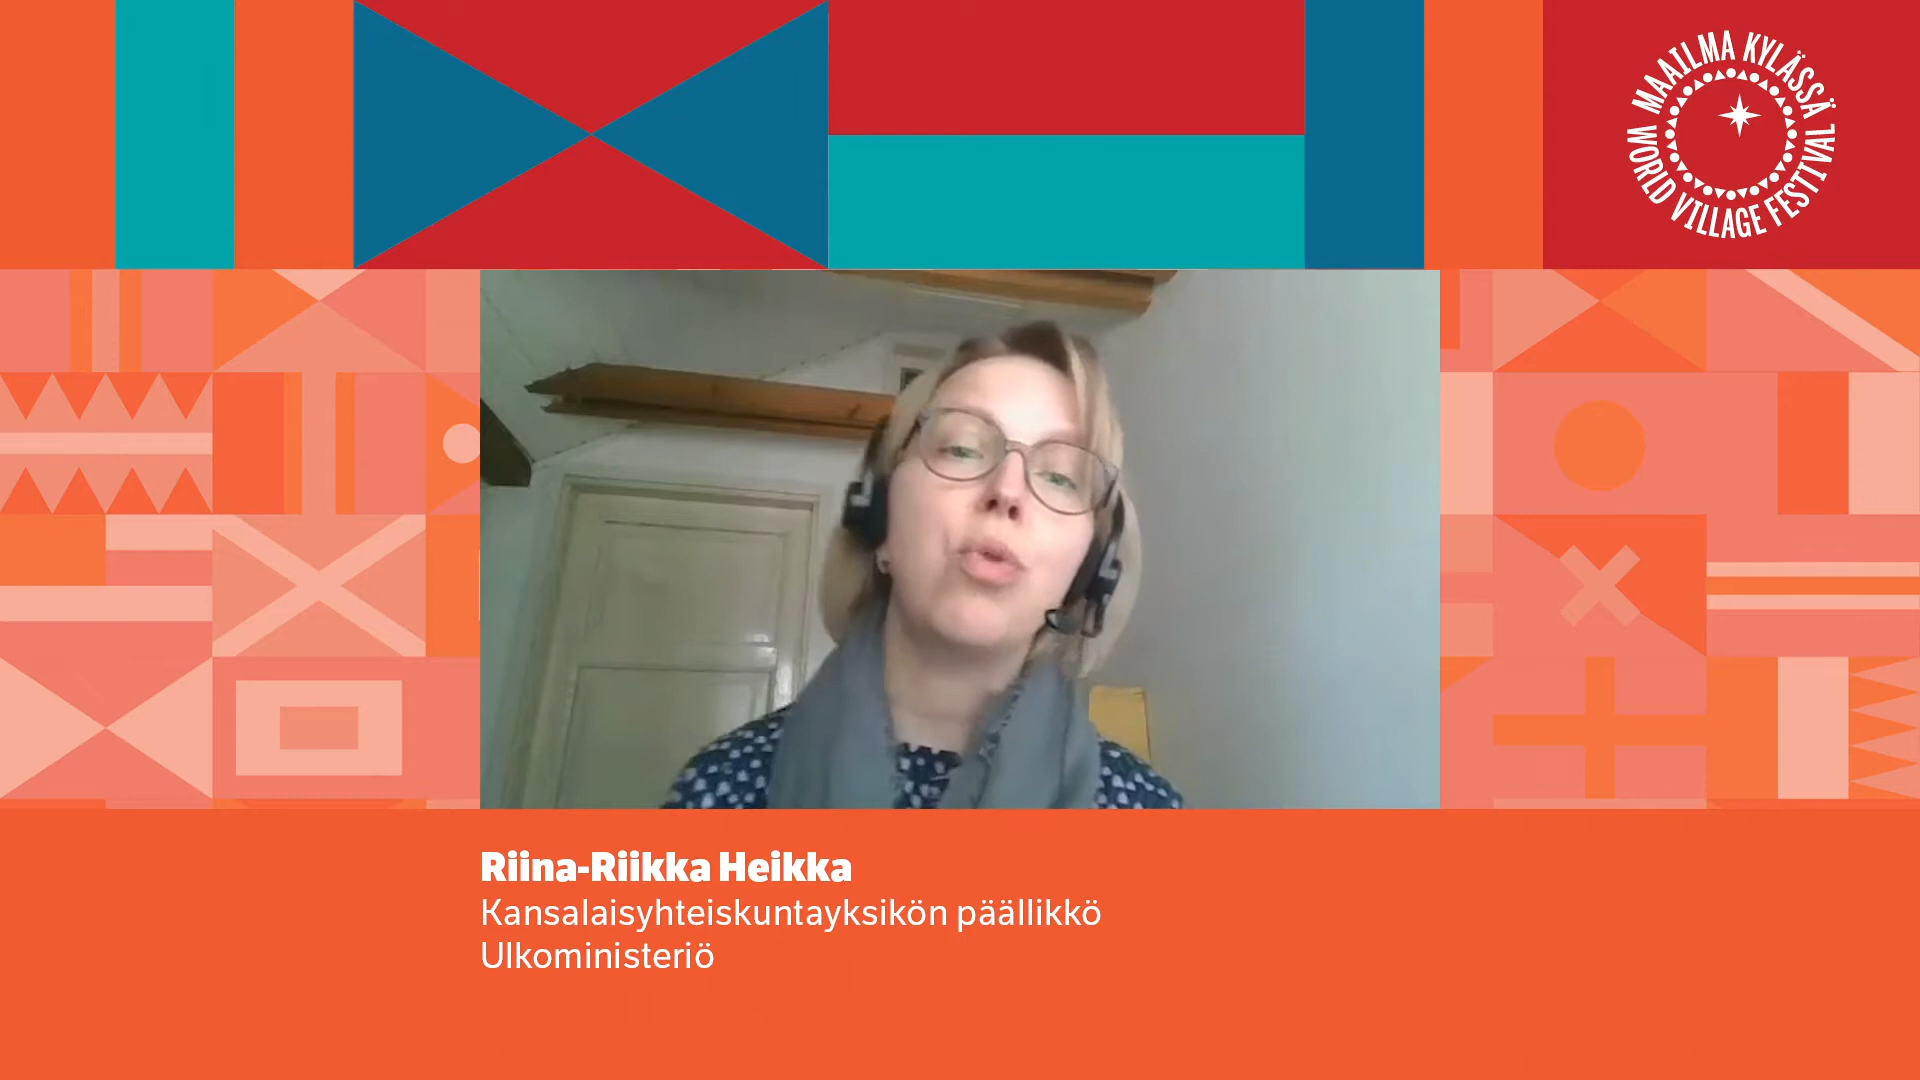 MAAILMA KYLÄSSÄ
WORLD VILLAGE FESTIVAL
Riina-Riikka Heikka
Kansalaisyhteiskuntayksikön päällikkö
Ulkoministeriö